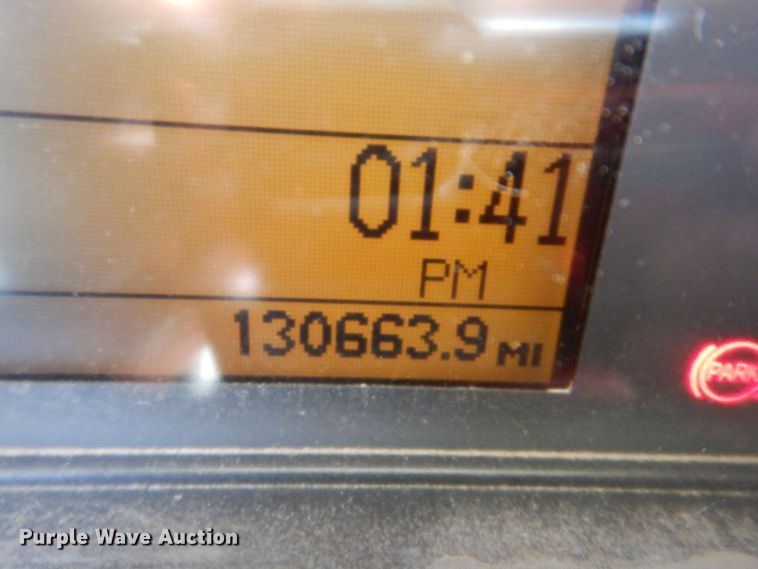 01:41
PM
130663.9 MI
PARK
Purple Wave Auction